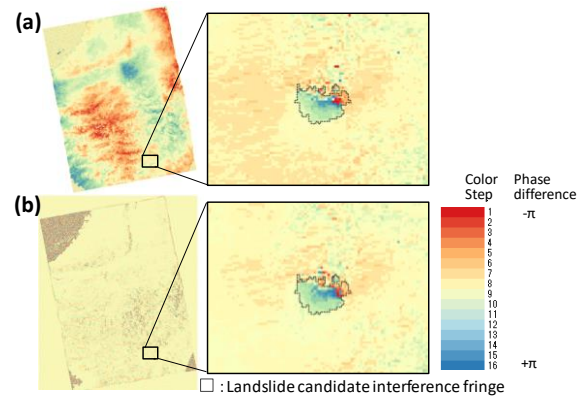 (a)
(b)
Color Step
Phase difference
1 -π
2
3
4
5
6
7
8
9
10
11
12
13
14
15
16 +π
: Landslide candidate interference fringe